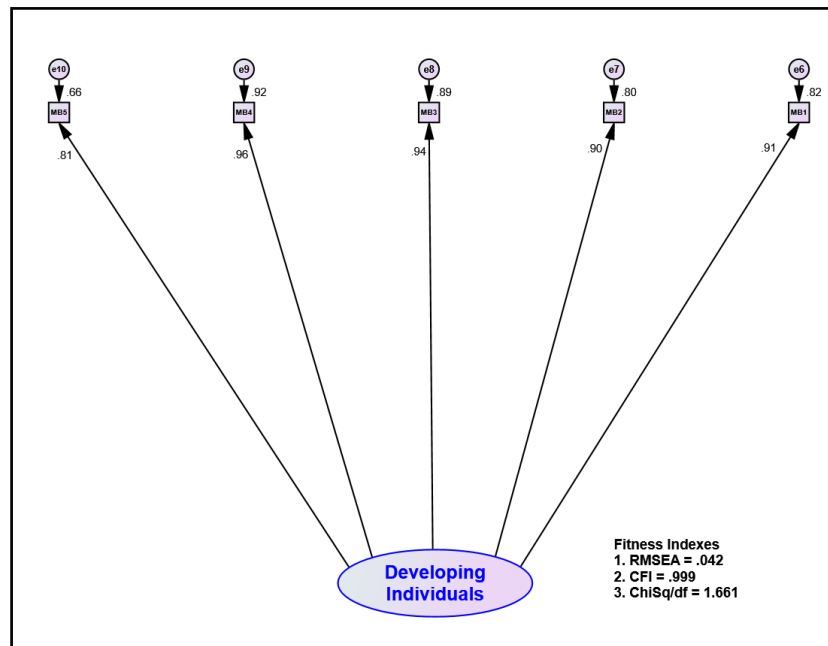 e10 e9 e8 e7 e6
.66 .92 .89 .80 .82
MB5 MB4 MB3 MB2 MB1
.81 .96 .94 .90 .91
Developing
Individuals
Fitness Indexes
1. RMSEA = .042
2. CFI = .999
3. ChiSq/df = 1.661